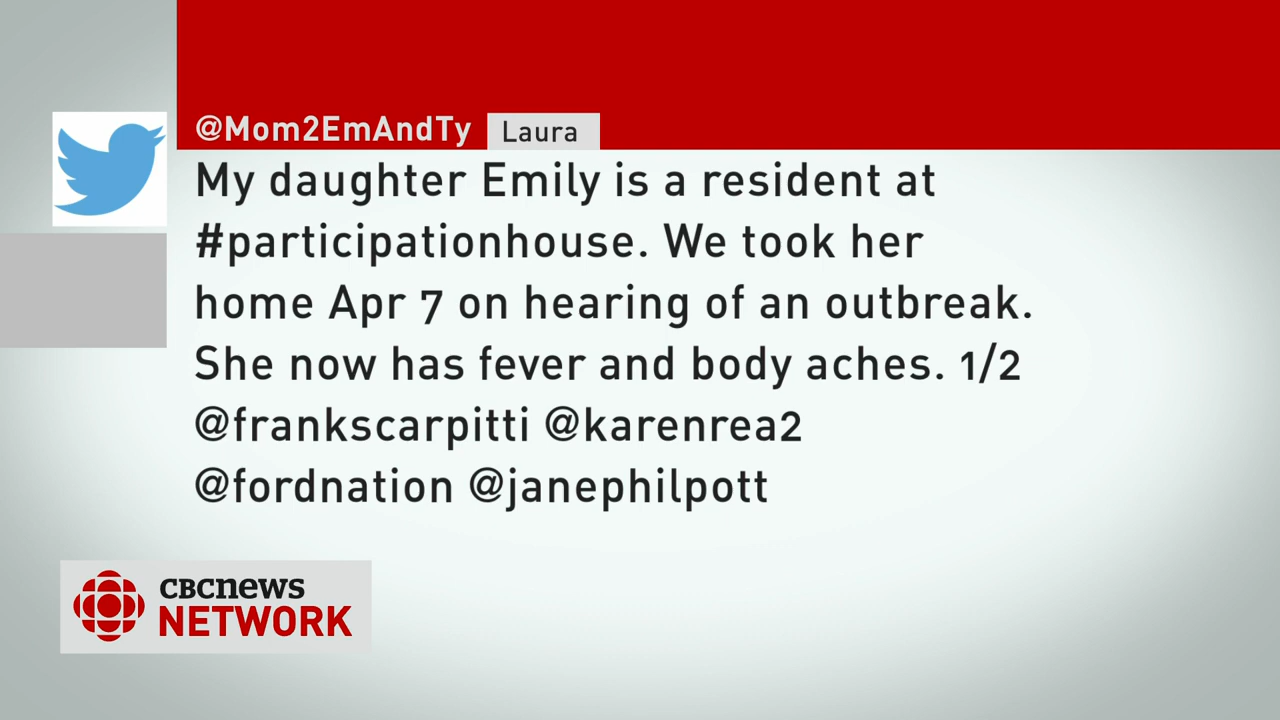 @Mom2EmAndTy Laura
My daughter Emily is a resident at
#participationhouse. We took her
home Apr 7 on hearing of an outbreak.
She now has fever and body aches. 1/2
@frankscarpitti @karenrea2
@fordnation @janephilpott
CBCnews
NETWORK